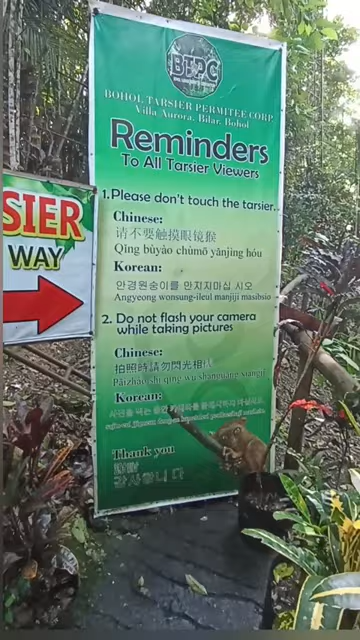 BTPC
BOHOL TARSIER PERMITEE CORP
Villa Aurora, Bilar, Bohol
Reminders
To All Tarsier Viewers
1.Please don't touch the tarsier.
Chinese:
请不要触摸眼镜猴
Qǐng bùyào chùmō yǎnjìng hóu
Korean:
안경원숭이를 만지지마십 시오
Angyeong wonsung-ileul manjiji masibsio
2. Do not flash your camera
while taking pictures
Chinese:
拍照時請勿閃光相机
Pāizhào shí qǐng wù shǎnguāng xiàngjī
Korean:
Thank you
謝謝
감사합니 다
SIER
WAY